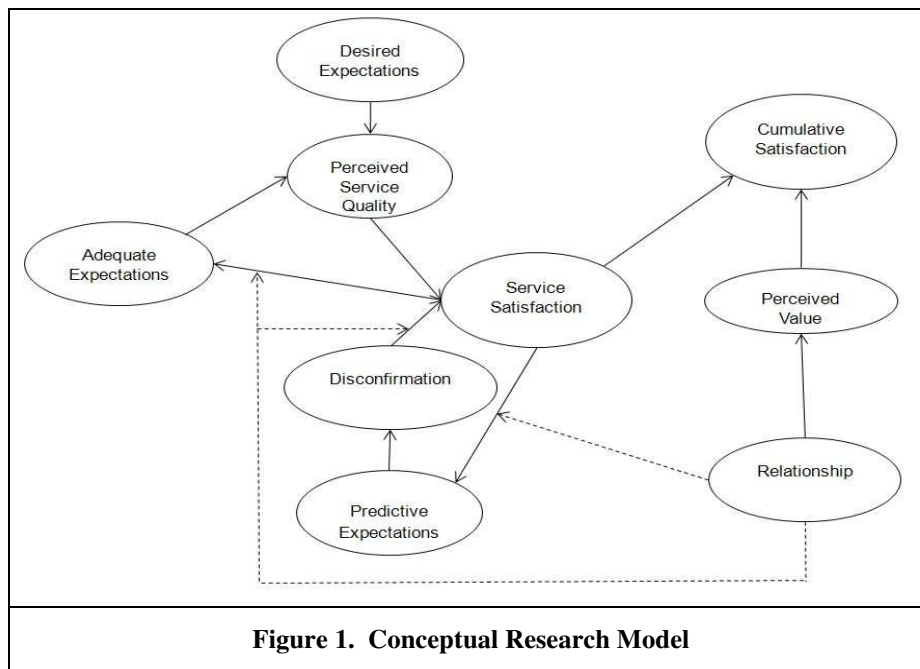 Desired
Expectations
Cumulative
Satisfaction
Perceived
Service
Quality
Adequate
Expectations
Service
Satisfaction
Perceived
Value
Disconfirmation
Relationship
Predictive
Expectations
Figure 1. Conceptual Research Model